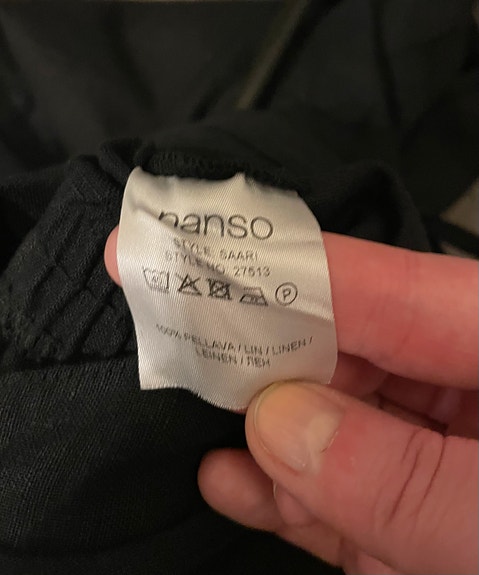 nanso
STYLE: SAARI
STYLE NO: 27513
P
100% PELLAVA / LIN / LINEN /
LEINEN / ЛЕН